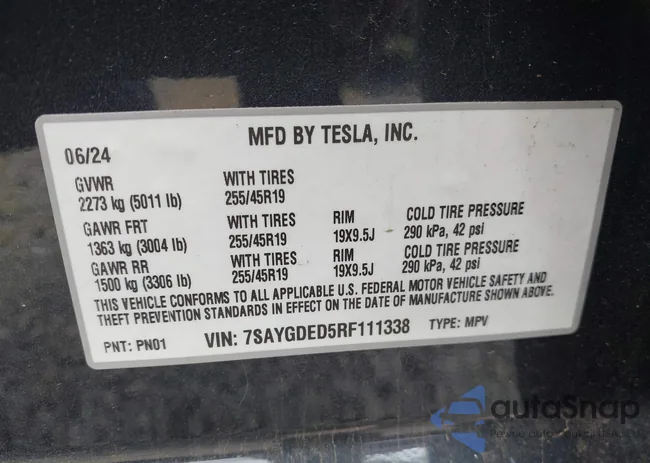 MFD BY TESLA, INC.
06/24
GVWR WITH TIRES
2273 kg (5011 lb) 255/45R19
GAWR FRT WITH TIRES RIM COLD TIRE PRESSURE
1363 kg (3004 lb) 255/45R19 19X9.5J 290 kPa, 42 psi
GAWR RR WITH TIRES RIM COLD TIRE PRESSURE
1500 kg (3306 lb) 255/45R19 19X9.5J 290 kPa, 42 psi
THIS VEHICLE CONFORMS TO ALL APPLICABLE U.S. FEDERAL MOTOR VEHICLE SAFETY AND
THEFT PREVENTION STANDARDS IN EFFECT ON THE DATE OF MANUFACTURE SHOWN ABOVE.
PNT: PN01 VIN: 7SAYGDED5RF111338 TYPE: MPV
autoSnap